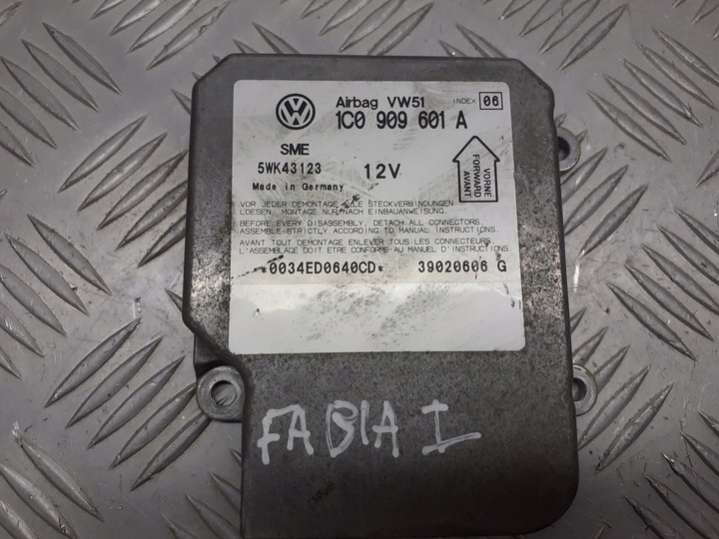 Airbag VW51 INDEX 06
1C0 909 601 A
SME
5WK43123 12V
Made in Germany
VORNE
FORWARD
AVANT
VOR JEDER DEMONTAGE ALLE STECKVERBINDUNGEN
LOESEN. MONTAGE NUR NACH EINBAUANWEISUNG.
BEFORE EVERY DISASSEMBLY, DETACH ALL CONNECTORS
ASSEMBLE STRICTLY ACCORDING TO MANUAL INSTRUCTIONS.
AVANT TOUT DEMONTAGE ENLEVER TOUS LES CONNECTEURS
L'ASSEMBLAGE DOIT ETRE CONFORME AU MANUEL D'INSTRUCTIONS
*0034ED0640CD* 39020606 G
FABIA I